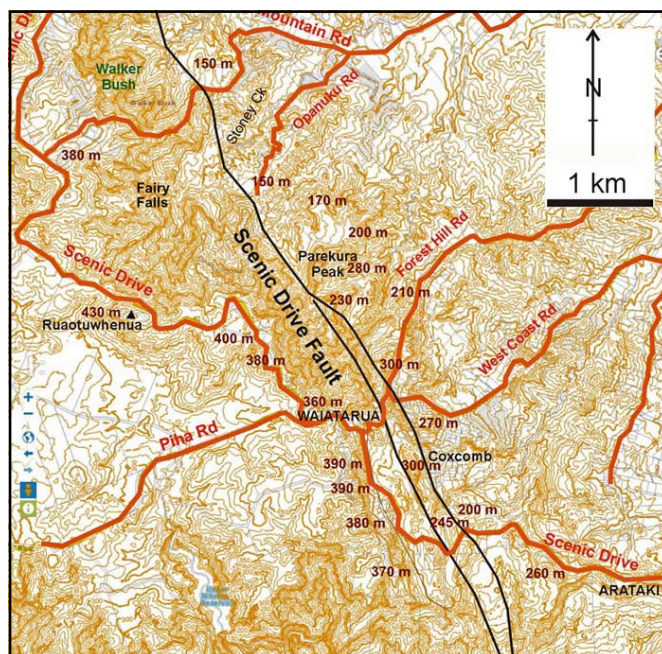 Scenic Dri
Mountain Rd
Walker
Bush
150 m
Stoney Ck
Opanuku Rd
N
380 m
150 m
1 km
Fairy
Falls
170 m
200 m
Forest Hill Rd
Scenic Drive
Scenic Drive Fault
Parekura
Peak
280 m
210 m
230 m
430 m
Ruaotuwhenua
400 m
380 m
300 m
West Coast Rd
360 m
WAIATARUA
270 m
Piha Rd
Coxcomb
390 m
300 m
390 m
200 m
380 m
245 m
Scenic Drive
370 m
260 m
ARATAKI